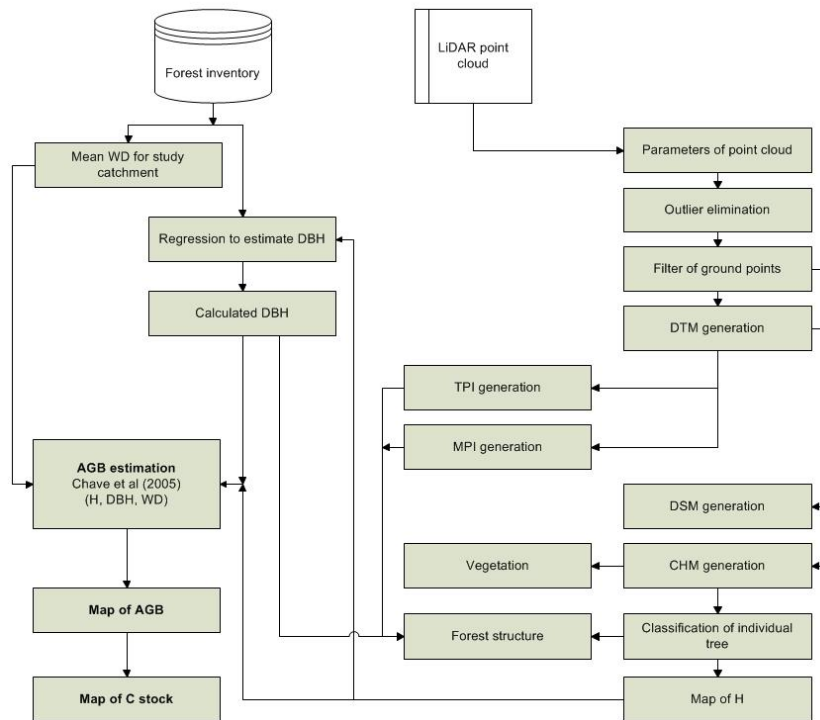 Forest inventory
LiDAR point
cloud
Mean WD for study
catchment
Parameters of point cloud
Outlier elimination
Regression to estimate DBH
Filter of ground points
Calculated DBH
DTM generation
TPI generation
MPI generation
AGB estimation
Chave et al (2005)
(H, DBH, WD)
DSM generation
Vegetation
CHM generation
Map of AGB
Forest structure
Classification of individual
tree
Map of C stock
Map of H